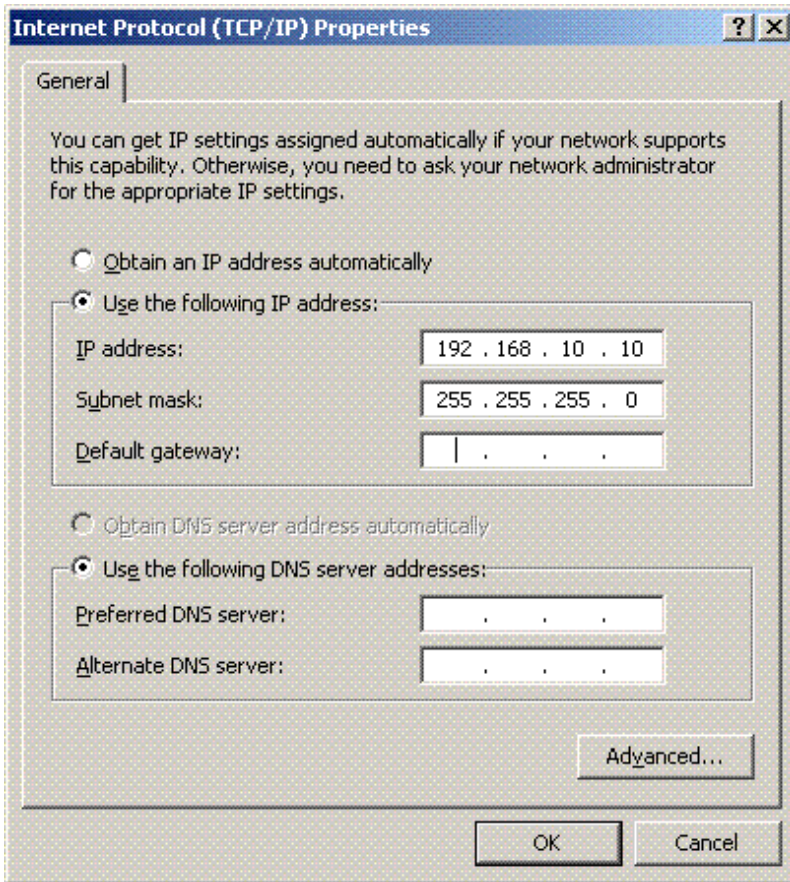 Internet Protocol (TCP/IP) Properties
General
You can get IP settings assigned automatically if your network supports
this capability. Otherwise, you need to ask your network administrator
for the appropriate IP settings.
Obtain an IP address automatically
Use the following IP address:
IP address: 192 . 168 . 10 . 10
Subnet mask: 255 . 255 . 255 . 0
Default gateway: . . .
Obtain DNS server address automatically
Use the following DNS server addresses:
Preferred DNS server: . . .
Alternate DNS server: . . .
Advanced...
OK Cancel